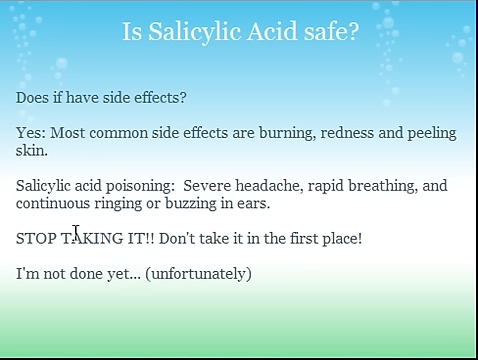 Is Salicylic Acid safe?
Does if have side effects?
Yes: Most common side effects are burning, redness and peeling
skin.
Salicylic acid poisoning:  Severe headache, rapid breathing, and
continuous ringing or buzzing in ears.
STOP TAKING IT!! Don't take it in the first place!
I'm not done yet... (unfortunately)